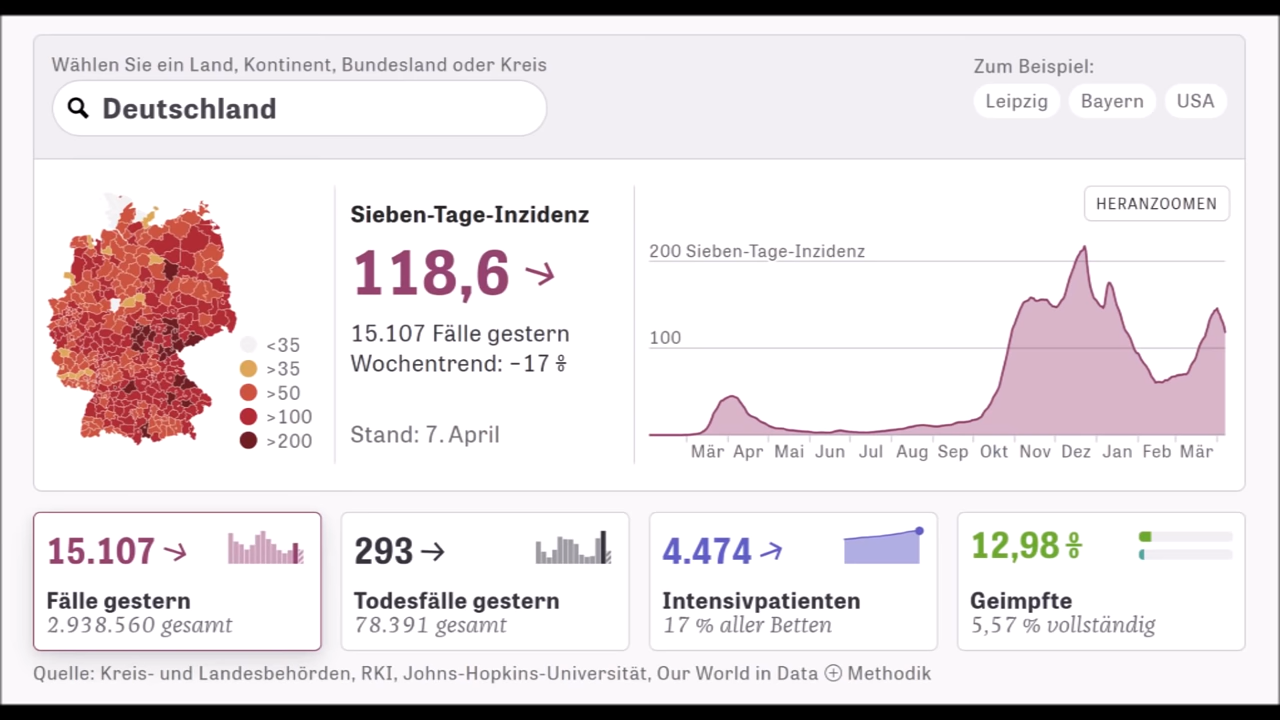 Wählen Sie ein Land, Kontinent, Bundesland oder Kreis
Deutschland
Zum Beispiel:
Leipzig Bayern USA
<35
>35
>50
>100
>200
Sieben-Tage-Inzidenz
118,6 →
15.107 Fälle gestern
Wochentrend: −17 %
Stand: 7. April
HERANZOOMEN
200 Sieben-Tage-Inzidenz
100
Mär Apr Mai Jun Jul Aug Sep Okt Nov Dez Jan Feb Mär
15.107 →
Fälle gestern
2.938.560 gesamt
293 →
Todesfälle gestern
78.391 gesamt
4.474 →
Intensivpatienten
17 % aller Betten
12,98 %
Geimpfte
5,57 % vollständig
Quelle: Kreis- und Landesbehörden, RKI, Johns-Hopkins-Universität, Our World in Data ⊕ Methodik